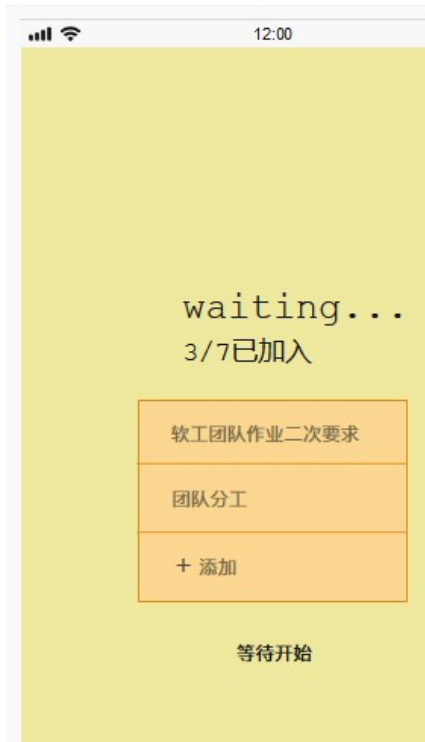 12:00
waiting...
3/7已加入
软工团队作业二次要求
团队分工
+ 添加
等待开始